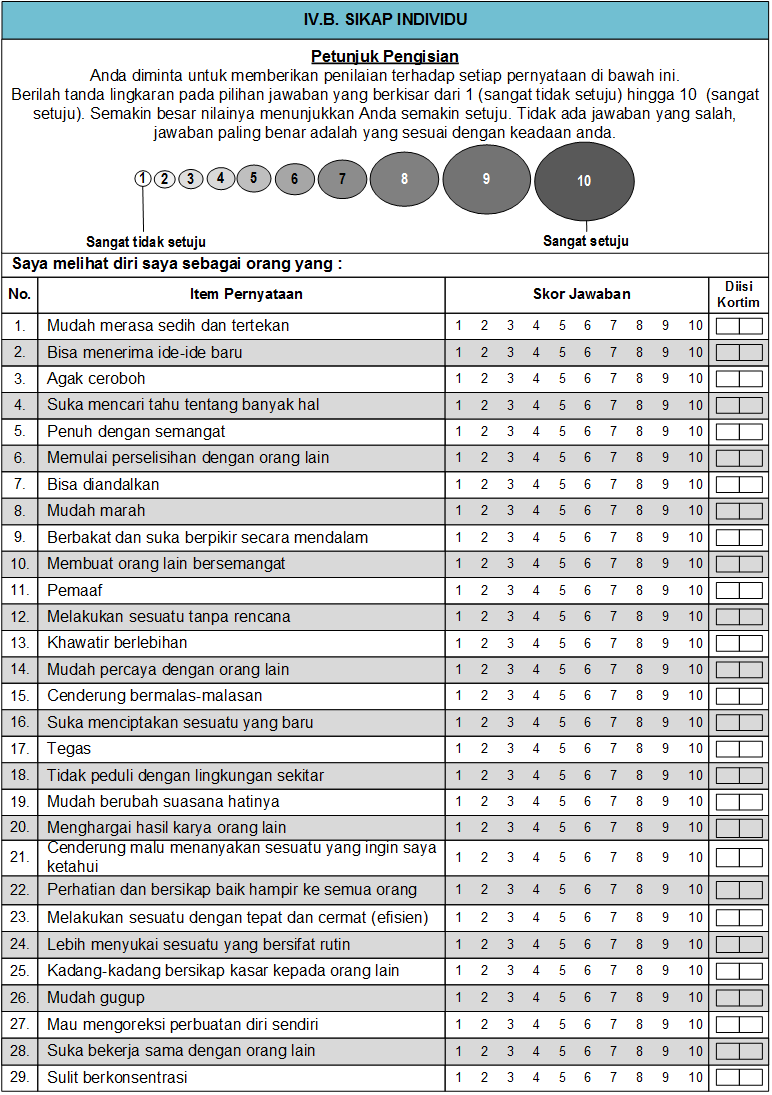 IV.B. SIKAP INDIVIDU
Petunjuk Pengisian
Anda diminta untuk memberikan penilaian terhadap setiap pernyataan di bawah ini.
Berilah tanda lingkaran pada pilihan jawaban yang berkisar dari 1 (sangat tidak setuju) hingga 10 (sangat
setuju). Semakin besar nilainya menunjukkan Anda semakin setuju. Tidak ada jawaban yang salah,
jawaban paling benar adalah yang sesuai dengan keadaan anda.
1 2 3 4 5 6 7 8 9 10
Sangat tidak setuju Sangat setuju
Saya melihat diri saya sebagai orang yang :
No. Item Pernyataan Skor Jawaban Diisi
Kortim
1. Mudah merasa sedih dan tertekan 1 2 3 4 5 6 7 8 9 10
2. Bisa menerima ide-ide baru 1 2 3 4 5 6 7 8 9 10
3. Agak ceroboh 1 2 3 4 5 6 7 8 9 10
4. Suka mencari tahu tentang banyak hal 1 2 3 4 5 6 7 8 9 10
5. Penuh dengan semangat 1 2 3 4 5 6 7 8 9 10
6. Memulai perselisihan dengan orang lain 1 2 3 4 5 6 7 8 9 10
7. Bisa diandalkan 1 2 3 4 5 6 7 8 9 10
8. Mudah marah 1 2 3 4 5 6 7 8 9 10
9. Berbakat dan suka berpikir secara mendalam 1 2 3 4 5 6 7 8 9 10
10. Membuat orang lain bersemangat 1 2 3 4 5 6 7 8 9 10
11. Pemaaf 1 2 3 4 5 6 7 8 9 10
12. Melakukan sesuatu tanpa rencana 1 2 3 4 5 6 7 8 9 10
13. Khawatir berlebihan 1 2 3 4 5 6 7 8 9 10
14. Mudah percaya dengan orang lain 1 2 3 4 5 6 7 8 9 10
15. Cenderung bermalas-malasan 1 2 3 4 5 6 7 8 9 10
16. Suka menciptakan sesuatu yang baru 1 2 3 4 5 6 7 8 9 10
17. Tegas 1 2 3 4 5 6 7 8 9 10
18. Tidak peduli dengan lingkungan sekitar 1 2 3 4 5 6 7 8 9 10
19. Mudah berubah suasana hatinya 1 2 3 4 5 6 7 8 9 10
20. Menghargai hasil karya orang lain 1 2 3 4 5 6 7 8 9 10
21. Cenderung malu menanyakan sesuatu yang ingin saya
ketahui 1 2 3 4 5 6 7 8 9 10
22. Perhatian dan bersikap baik hampir ke semua orang 1 2 3 4 5 6 7 8 9 10
23. Melakukan sesuatu dengan tepat dan cermat (efisien) 1 2 3 4 5 6 7 8 9 10
24. Lebih menyukai sesuatu yang bersifat rutin 1 2 3 4 5 6 7 8 9 10
25. Kadang-kadang bersikap kasar kepada orang lain 1 2 3 4 5 6 7 8 9 10
26. Mudah gugup 1 2 3 4 5 6 7 8 9 10
27. Mau mengoreksi perbuatan diri sendiri 1 2 3 4 5 6 7 8 9 10
28. Suka bekerja sama dengan orang lain 1 2 3 4 5 6 7 8 9 10
29. Sulit berkonsentrasi 1 2 3 4 5 6 7 8 9 10